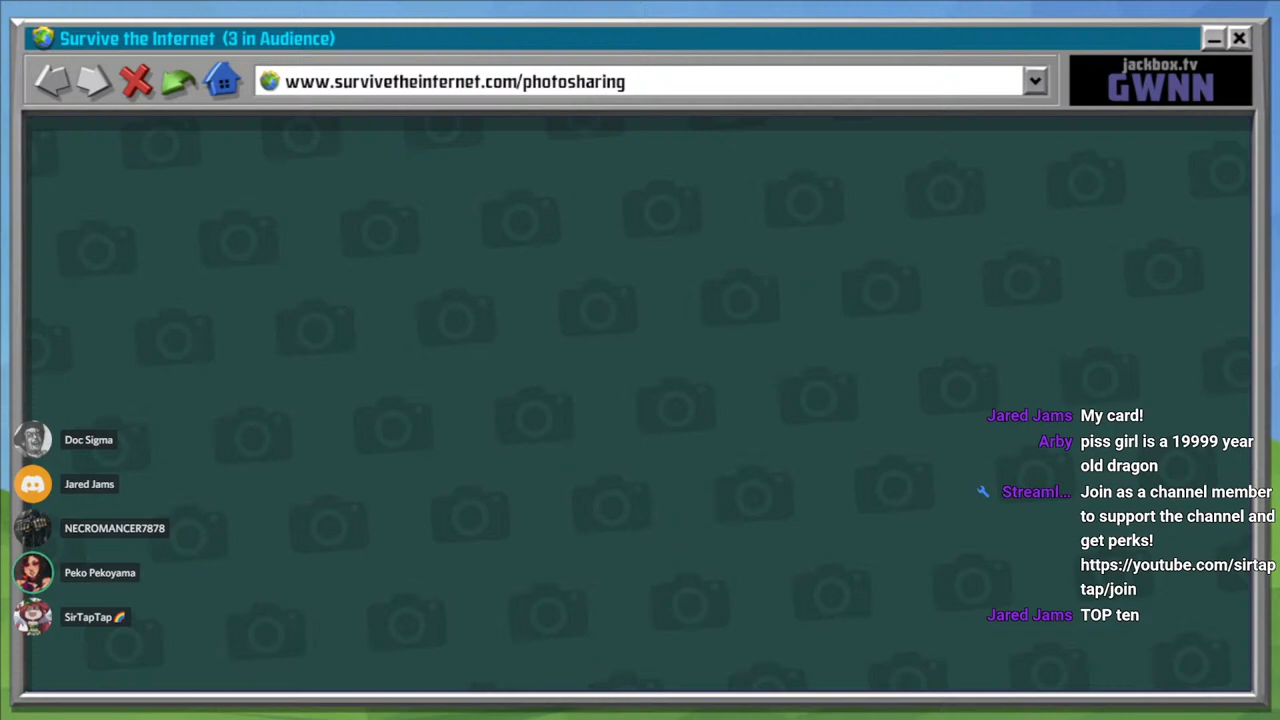 Survive the Internet (3 in Audience)
www.survivetheinternet.com/photosharing
jackbox.tv
GWNN
Doc Sigma
Jared Jams
NECROMANCER7878
Peko Pekoyama
SirTapTap🌈
Jared Jams My card!
Arby piss girl is a 19999 year
old dragon
Streaml... Join as a channel member
to support the channel and
get perks!
https://youtube.com/sirtap
tap/join
Jared Jams TOP ten